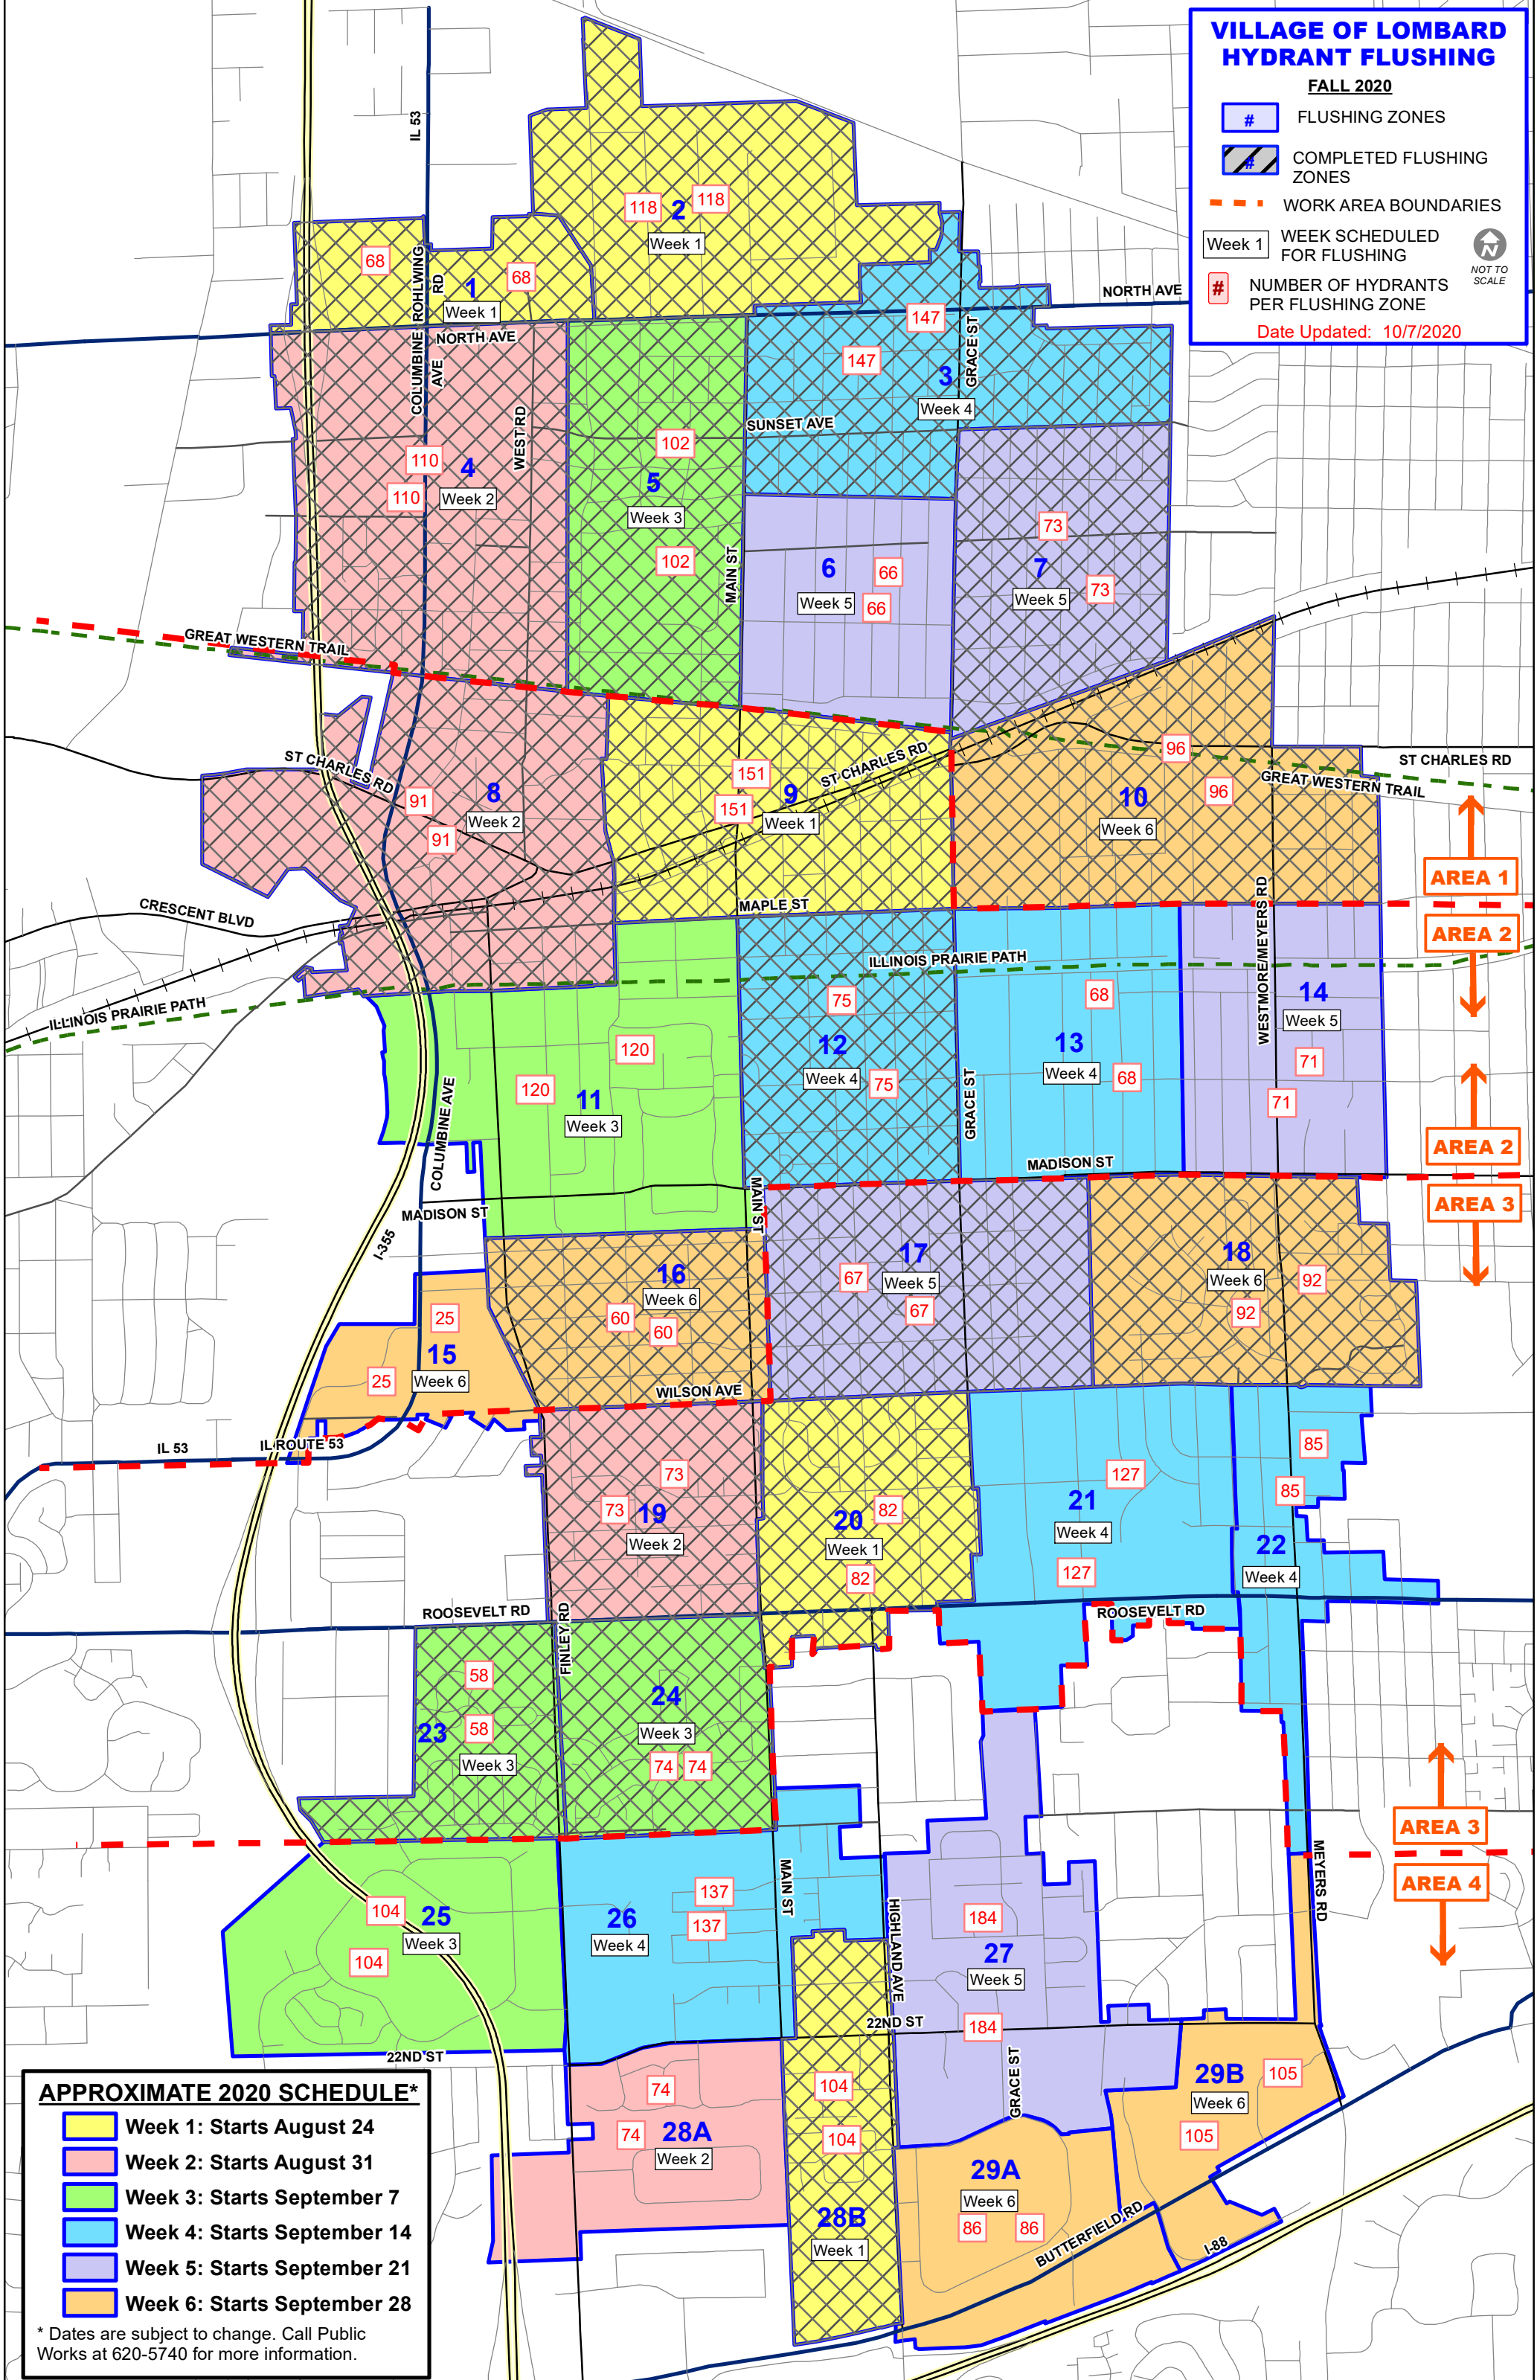 VILLAGE OF LOMBARD
HYDRANT FLUSHING
FALL 2020
# FLUSHING ZONES
# COMPLETED FLUSHING
ZONES
WORK AREA BOUNDARIES
Week 1 WEEK SCHEDULED
FOR FLUSHING
N
NOT TO
SCALE
# NUMBER OF HYDRANTS
PER FLUSHING ZONE
Date Updated: 10/7/2020
IL 53
118
2
118
Week 1
68
COLUMBINE ROHLWING
RD
AVE
68
1
Week 1
NORTH AVE
NORTH AVE
147
147
GRACE ST
3
Week 4
SUNSET AVE
WEST RD
110
4
110
Week 2
102
5
Week 3
102
MAIN ST
6
66
Week 5
66
73
7
73
Week 5
GREAT WESTERN TRAIL
ST CHARLES RD
91
8
Week 2
91
151
ST CHARLES RD
9
151
Week 1
96
ST CHARLES RD
GREAT WESTERN TRAIL
96
10
Week 6
AREA 1
AREA 2
CRESCENT BLVD
MAPLE ST
WESTMORE/MEYERS RD
ILLINOIS PRAIRIE PATH
ILLINOIS PRAIRIE PATH
75
12
Week 4
75
68
13
Week 4
68
14
Week 5
71
71
120
120
11
Week 3
COLUMBINE AVE
GRACE ST
MADISON ST
AREA 2
AREA 3
MADISON ST
MAIN ST
I-355
16
Week 6
60
60
17
67
Week 5
67
18
Week 6
92
92
25
15
25
Week 6
WILSON AVE
IL 53
IL ROUTE 53
73
73
19
Week 2
82
20
Week 1
82
127
21
Week 4
127
85
85
22
Week 4
ROOSEVELT RD
ROOSEVELT RD
FINLEY RD
58
58
23
Week 3
24
Week 3
74
74
AREA 3
AREA 4
MEYERS RD
104
25
Week 3
104
137
26
137
Week 4
MAIN ST
HIGHLAND AVE
184
27
Week 5
22ND ST
184
22ND ST
GRACE ST
74
74
28A
Week 2
104
104
28B
Week 1
29B
105
Week 6
105
29A
Week 6
86
86
BUTTERFIELD RD
I-88
APPROXIMATE 2020 SCHEDULE*
Week 1: Starts August 24
Week 2: Starts August 31
Week 3: Starts September 7
Week 4: Starts September 14
Week 5: Starts September 21
Week 6: Starts September 28
* Dates are subject to change. Call Public
Works at 620-5740 for more information.